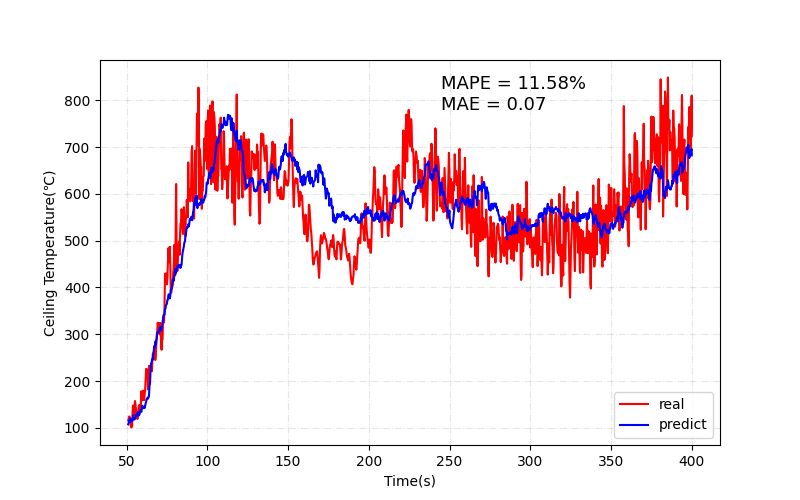 MAPE = 11.58%
MAE = 0.07
800
700
600
500
400
300
200
100
Ceiling Temperature(℃)
real
predict
50
100
150
200
250
300
350
400
Time(s)